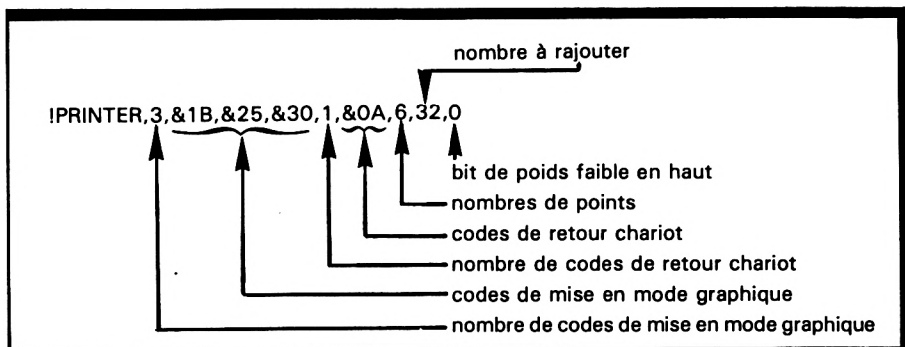 nombre à rajouter
!PRINTER,3,&1B,&25,&30,1,&0A,6,32,0
bit de poids faible en haut
nombres de points
codes de retour chariot
nombre de codes de retour chariot
codes de mise en mode graphique
nombre de codes de mise en mode graphique